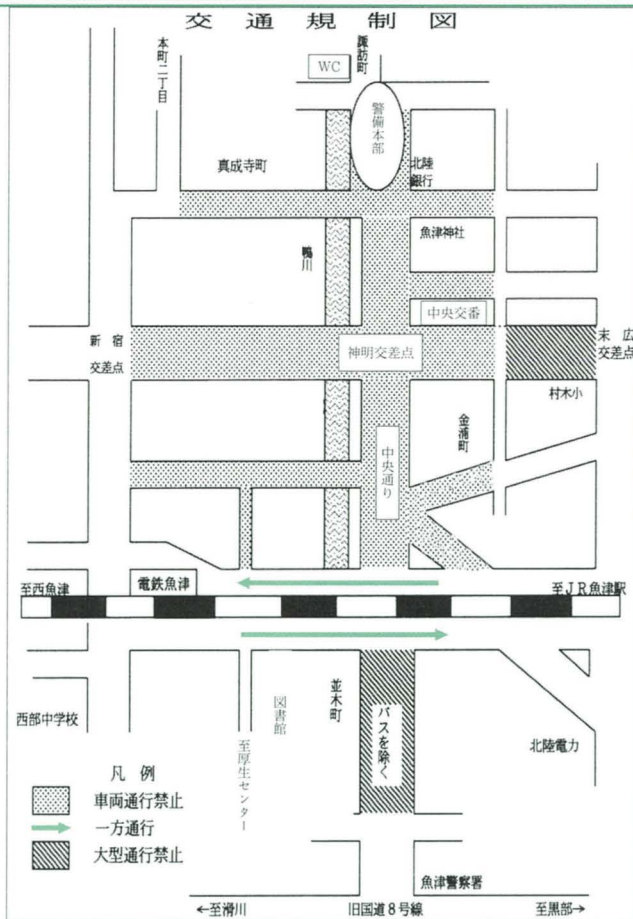 交通規制図
本町二丁目
WC
諏訪町
警備本部
真成寺町
北陸
銀行
鴨川
魚津神社
中央交番
新宿
交差点
神明交差点
末広
交差点
村木小
金浦町
中央通り
至西魚津
電鉄魚津
至JR魚津駅
西部中学校
図書館
並木町
バスを除く
至厚生センター
北陸電力
凡例
車両通行禁止
一方通行
大型通行禁止
魚津警察署
←至滑川
旧国道8号線
至黒部→